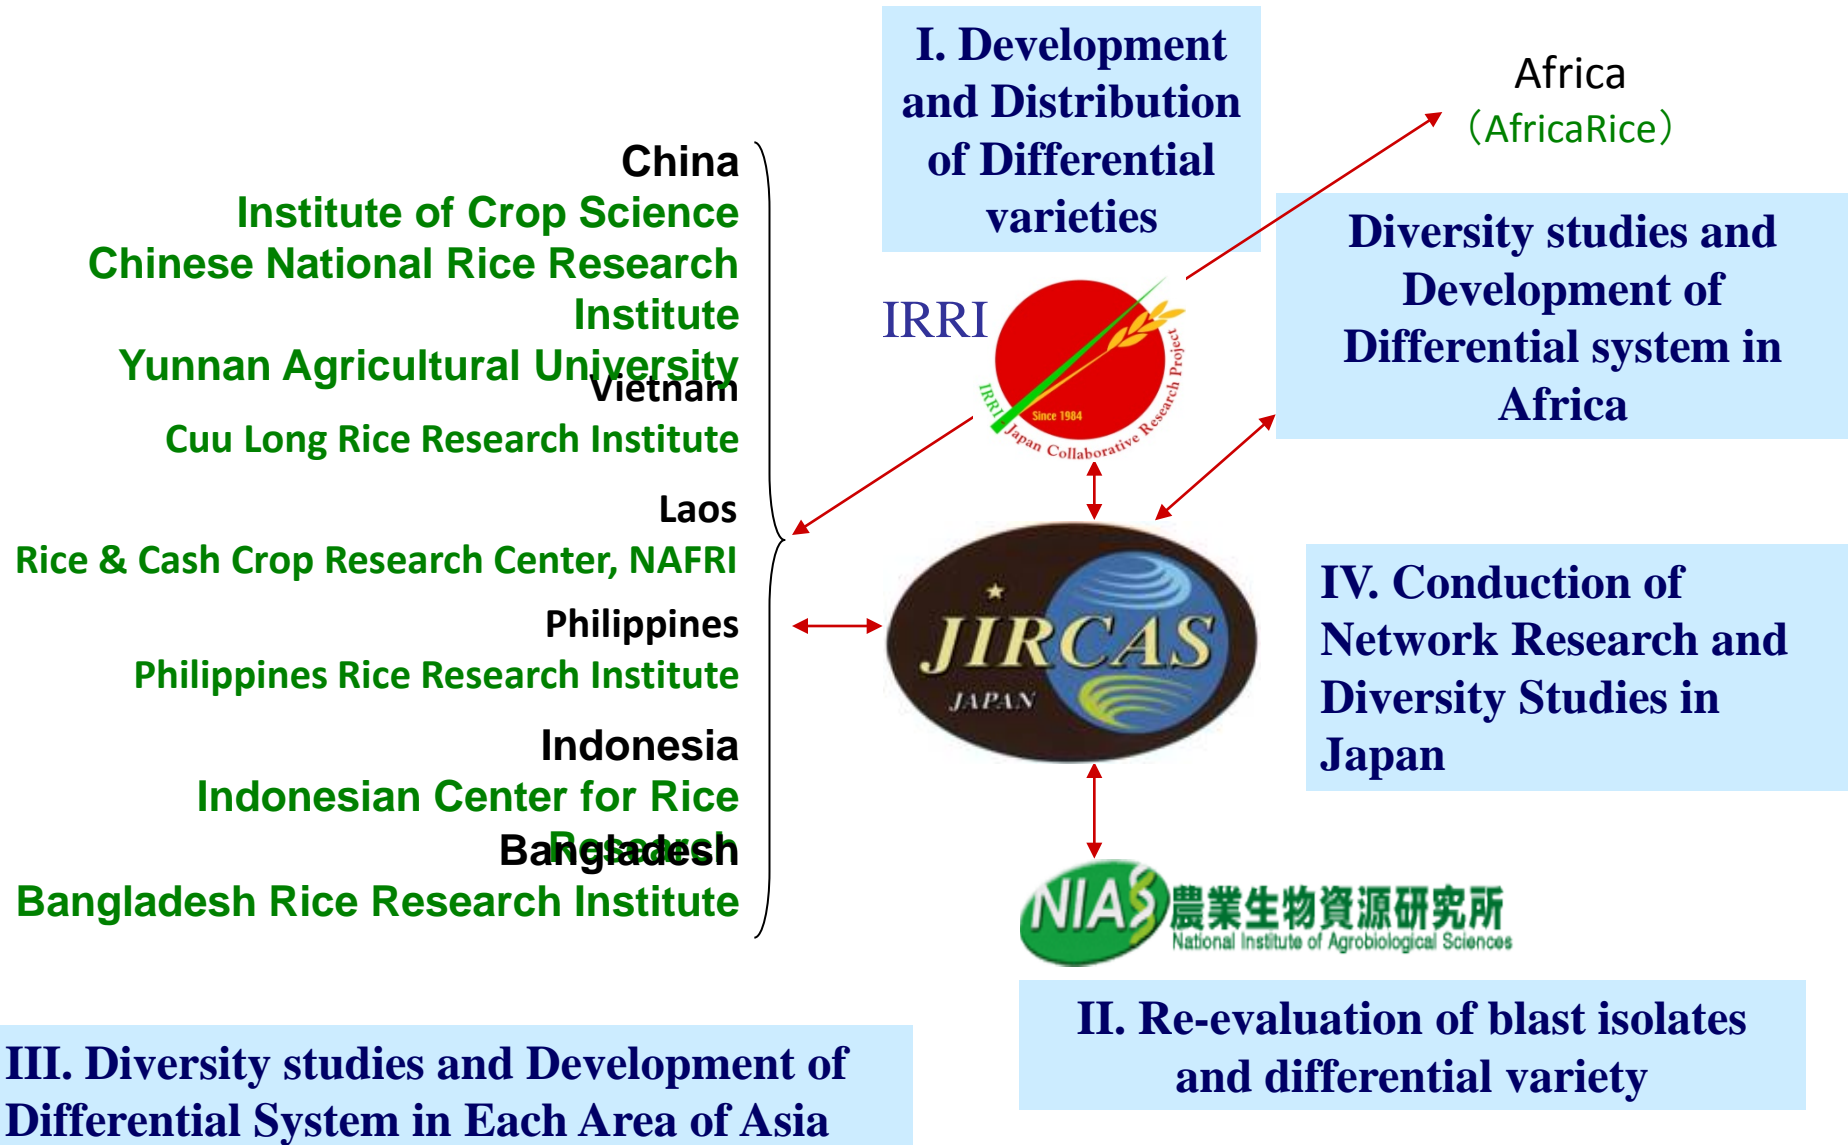 I. Development
and Distribution
of Differential
varieties
Africa
（AfricaRice）
China
Institute of Crop Science
Chinese National Rice Research
Institute
Yunnan Agricultural University
Vietnam
Cuu Long Rice Research Institute
Laos
Rice & Cash Crop Research Center, NAFRI
Philippines
Philippines Rice Research Institute
Indonesia
Indonesian Center for Rice
Research
Bangladesh
Bangladesh Rice Research Institute
IRRI
Since 1984
IRRI - Japan Collaborative Research Project
Diversity studies and
Development of
Differential system in
Africa
JIRCAS
JAPAN
IV. Conduction of
Network Research and
Diversity Studies in
Japan
NIAS
農業生物資源研究所
National Institute of Agrobiological Sciences
II. Re-evaluation of blast isolates
and differential variety
III. Diversity studies and Development of
Differential System in Each Area of Asia